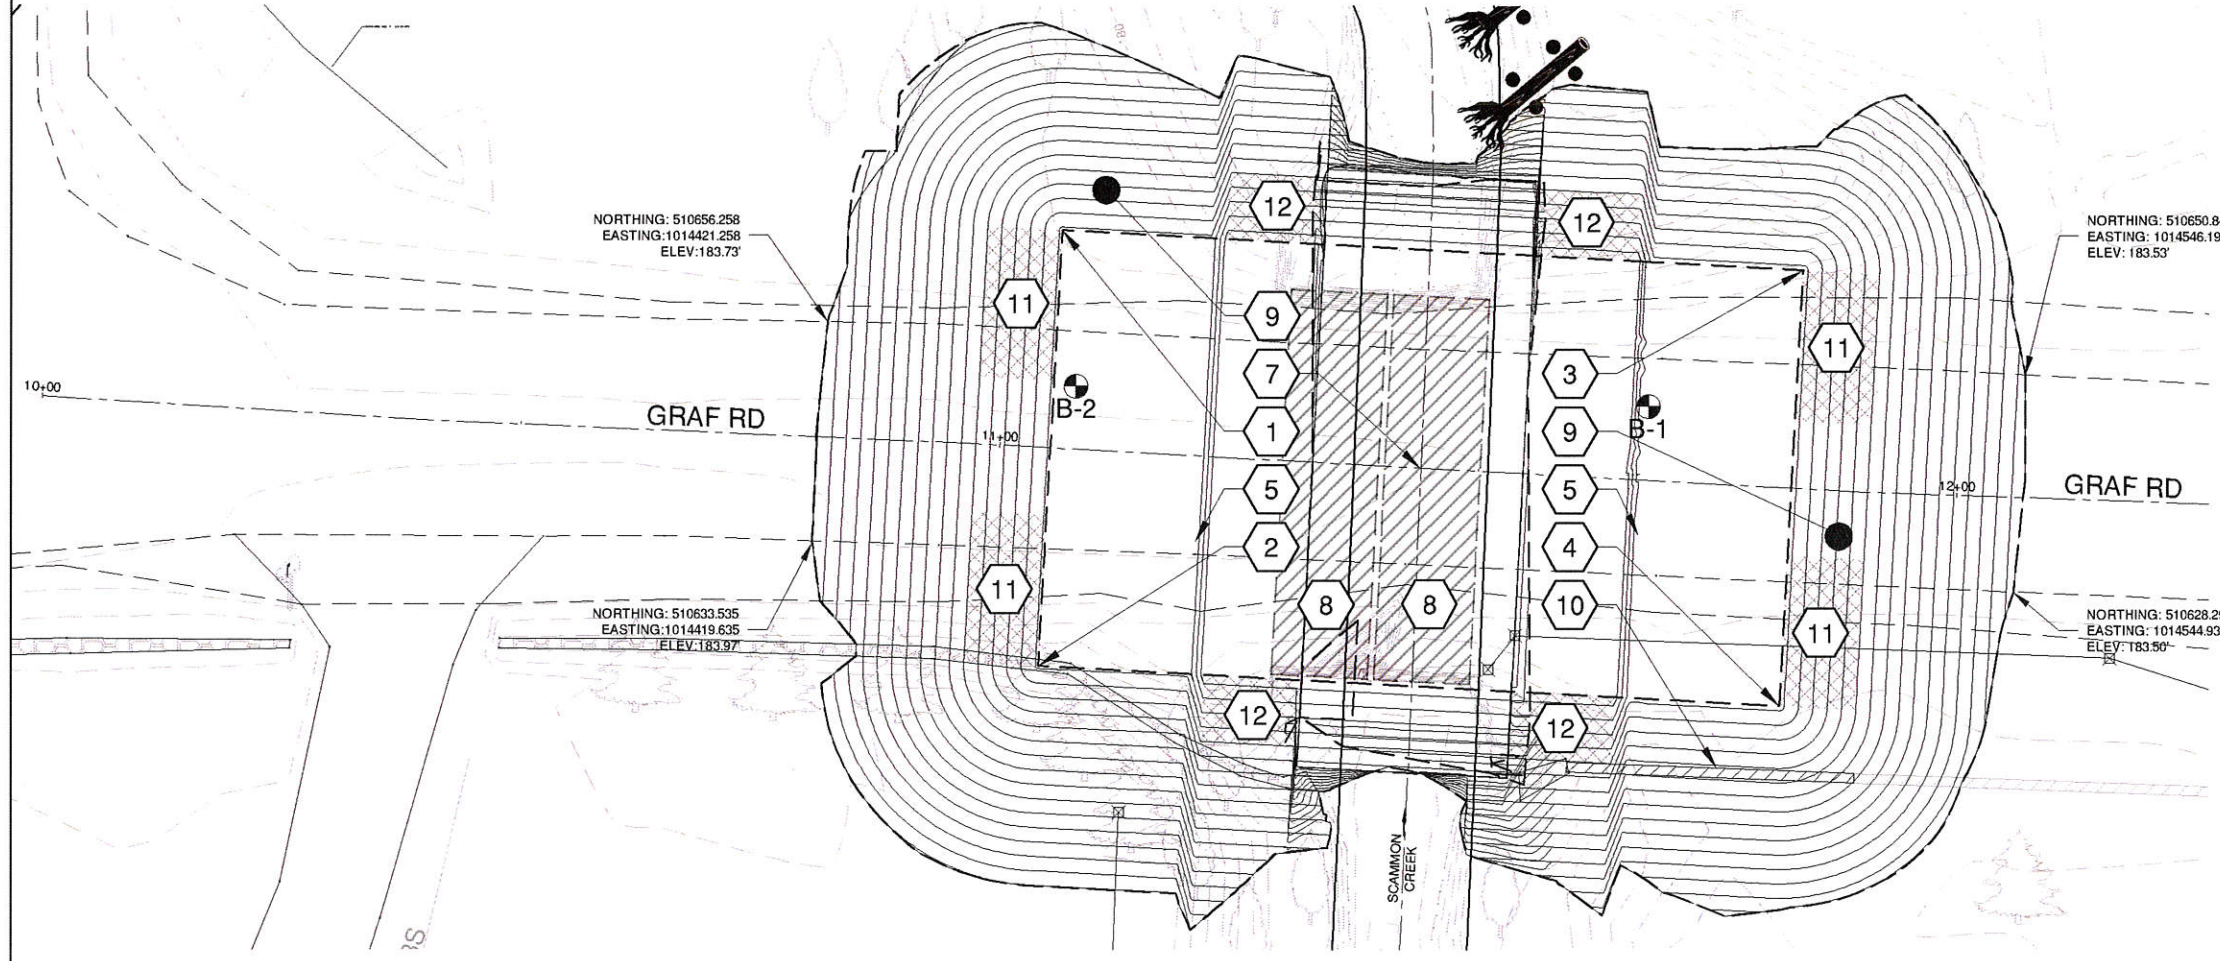 80
NORTHING: 510656.258
EASTING:1014421.258
ELEV:183.73'
NORTHING: 510650.8
EASTING: 1014546.19
ELEV: 183.53'
12
12
11
9
11
10+00
7
3
B-2
GRAF RD
B-1
11+00
1
9
5
5
12+00
GRAF RD
2
4
11
8
8
10
NORTHING: 510633.535
EASTING:1014419.635
ELEV:183.97'
11
NORTHING: 510628.2
EASTING: 1014544.93
ELEV:183.50'
12
12
SCAMMON
CREEK